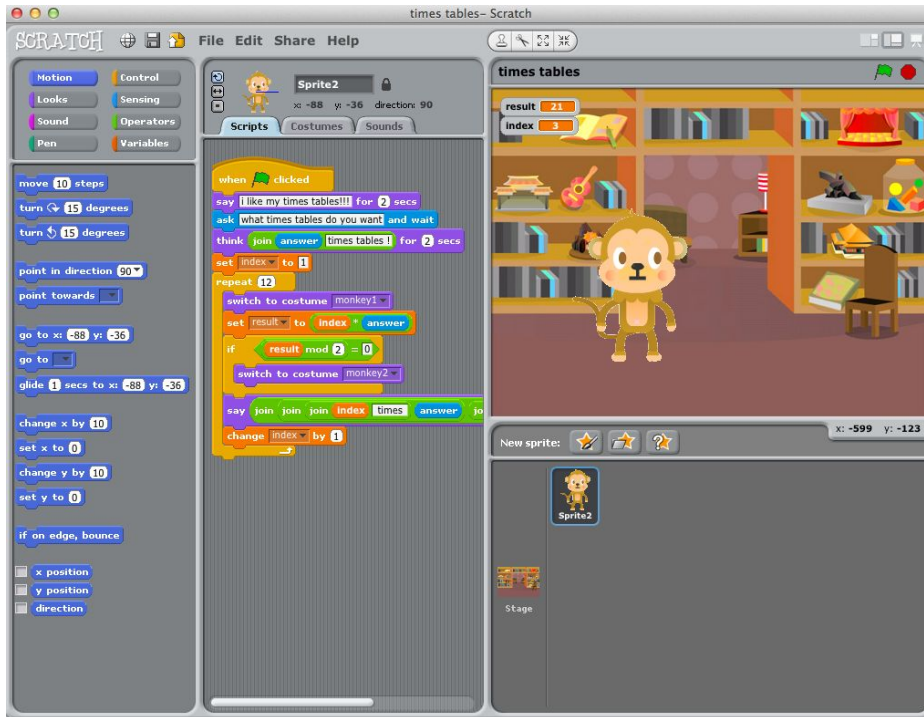 times tables– Scratch
SCRATCH File Edit Share Help
Motion Control
Looks Sensing
Sound Operators
Pen Variables
move 10 steps
turn 15 degrees
turn 15 degrees
point in direction 90
point towards
go to x: -88 y: -36
go to
glide 1 secs to x: -88 y: -36
change x by 10
set x to 0
change y by 10
set y to 0
if on edge, bounce
x position
y position
direction
Sprite2
x: -88 y: -36 direction: 90
Scripts Costumes Sounds
when clicked
say i like my times tables!!! for 2 secs
ask what times tables do you want and wait
think join answer times tables ! for 2 secs
set index to 1
repeat 12
switch to costume monkey1
set result to index * answer
if result mod 2 = 0
switch to costume monkey2
say join join join index times answer jo
change index by 1
times tables
result 21
index 3
x: -599 y: -123
New sprite:
Sprite2
Stage